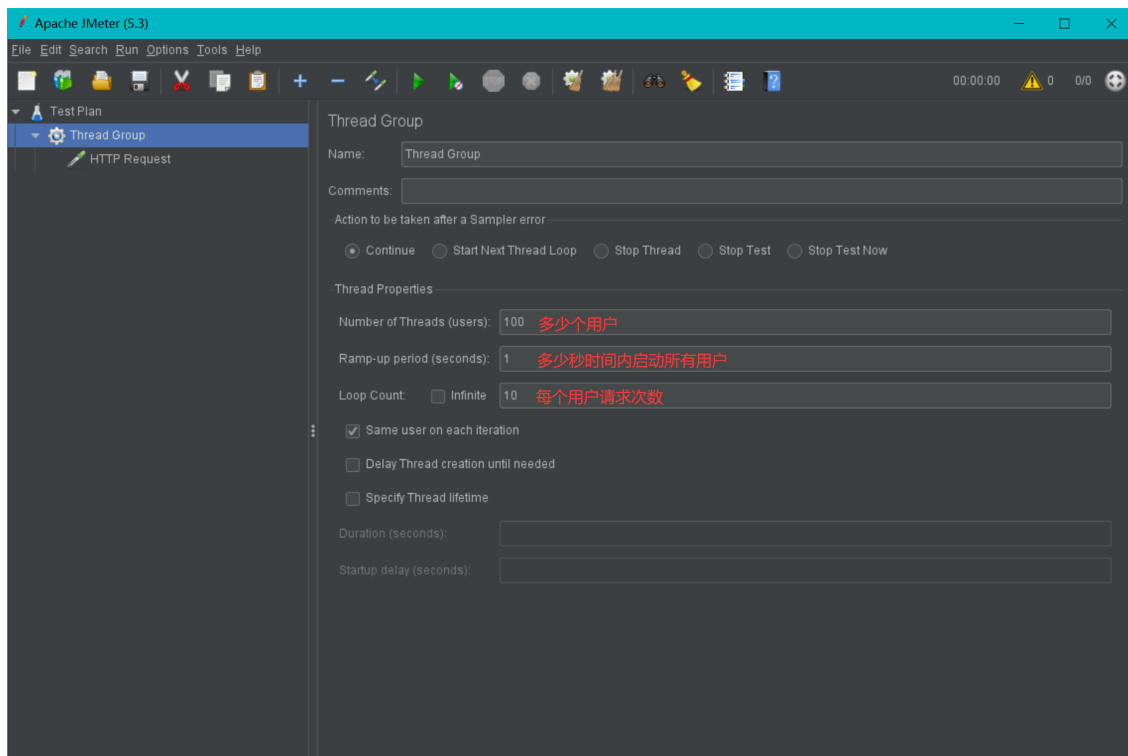 Apache JMeter (5.3)
File Edit Search Run Options Tools Help
00:00:00 0 0/0
Test Plan
Thread Group
HTTP Request
Thread Group
Name: Thread Group
Comments:
Action to be taken after a Sampler error
Continue Start Next Thread Loop Stop Thread Stop Test Stop Test Now
Thread Properties
Number of Threads (users): 100 多少个用户
Ramp-up period (seconds): 1 多少秒时间内启动所有用户
Loop Count: Infinite 10 每个用户请求次数
Same user on each iteration
Delay Thread creation until needed
Specify Thread lifetime
Duration (seconds):
Startup delay (seconds):